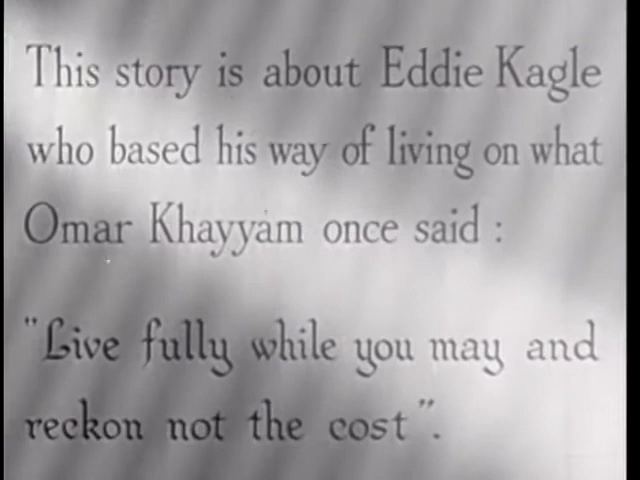 This story is about Eddie Kagle
who based his way of living on what
Omar Khayyam once said :
"Live fully while you may and
reckon not the cost".